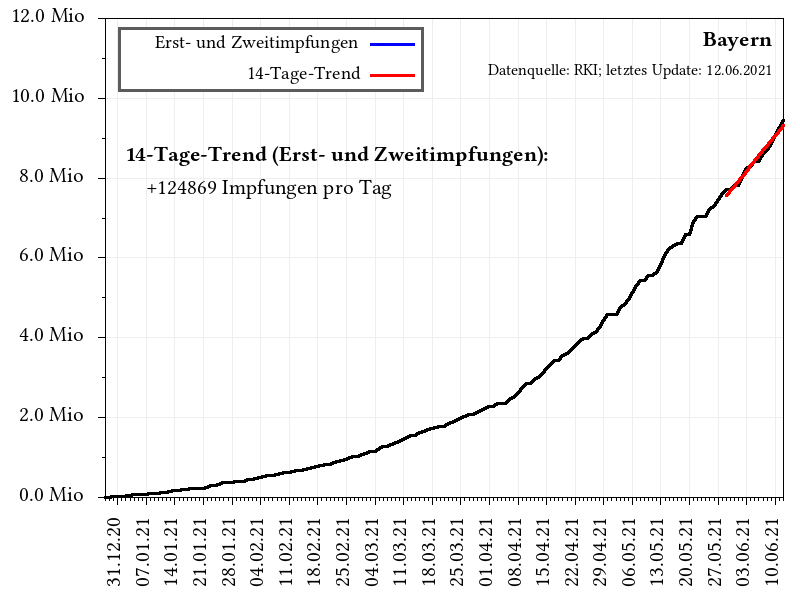 12.0 Mio
10.0 Mio
8.0 Mio
6.0 Mio
4.0 Mio
2.0 Mio
0.0 Mio
Erst- und Zweitimpfungen
14-Tage-Trend
Bayern
Datenquelle: RKI; letztes Update: 12.06.2021
14-Tage-Trend (Erst- und Zweitimpfungen):
+124869 Impfungen pro Tag
31.12.20
07.01.21
14.01.21
21.01.21
28.01.21
04.02.21
11.02.21
18.02.21
25.02.21
04.03.21
11.03.21
18.03.21
25.03.21
01.04.21
08.04.21
15.04.21
22.04.21
29.04.21
06.05.21
13.05.21
20.05.21
27.05.21
03.06.21
10.06.21